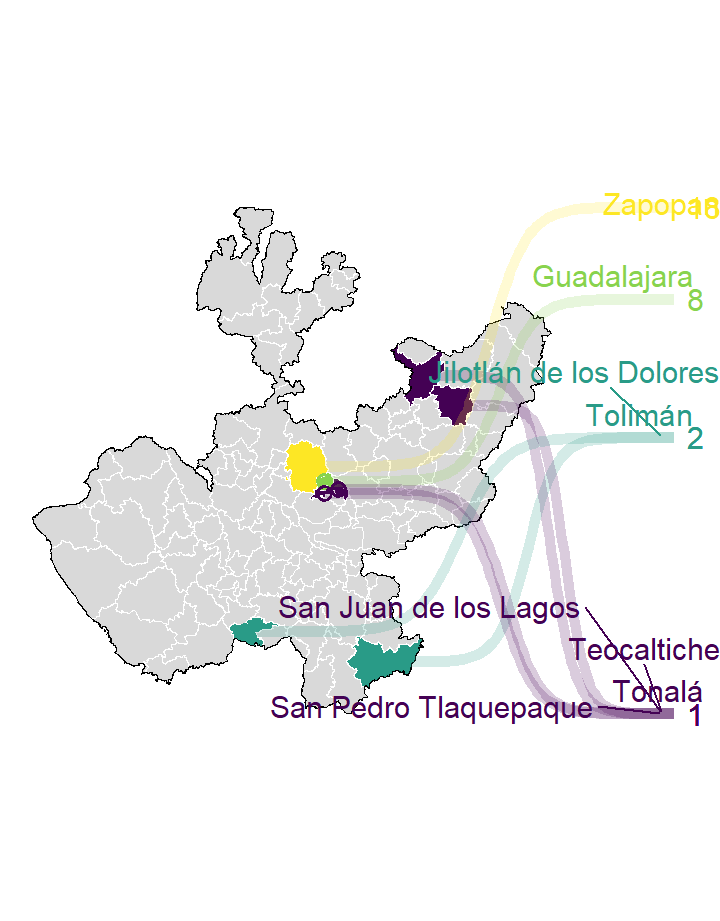 Zapopan
Guadalajara
8
Jilotlán de los Dolores
Tolimán
2
San Juan de los Lagos
Teocaltiche
Tonalá
San Pedro Tlaquepaque
1